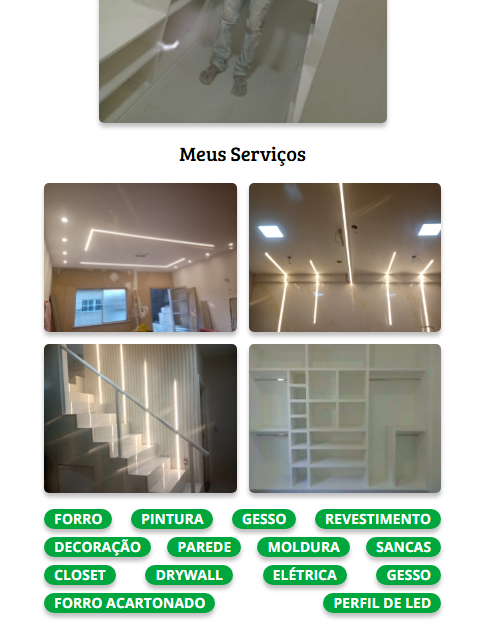 Meus Serviços
FORRO PINTURA GESSO REVESTIMENTO
DECORAÇÃO PAREDE MOLDURA SANCAS
CLOSET DRYWALL ELÉTRICA GESSO
FORRO ACARTONADO PERFIL DE LED